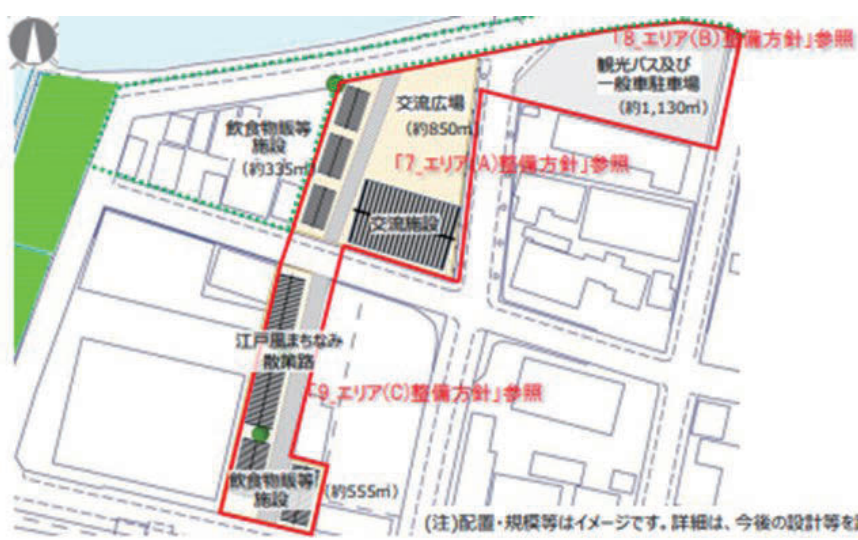 「8_エリア(B)整備方針」参照
観光バス及び
一般車駐車場
(約1,130㎡)
交流広場
(約850㎡)
飲食物販等
施設
(約335㎡)
「7_エリア(A)整備方針」参照
交流施設
江戸風まちなみ
散策路
「9_エリア(C)整備方針」参照
飲食物販等
施設
(約555㎡)
(注)配置・規模等はイメージです。詳細は、今後の設計等を